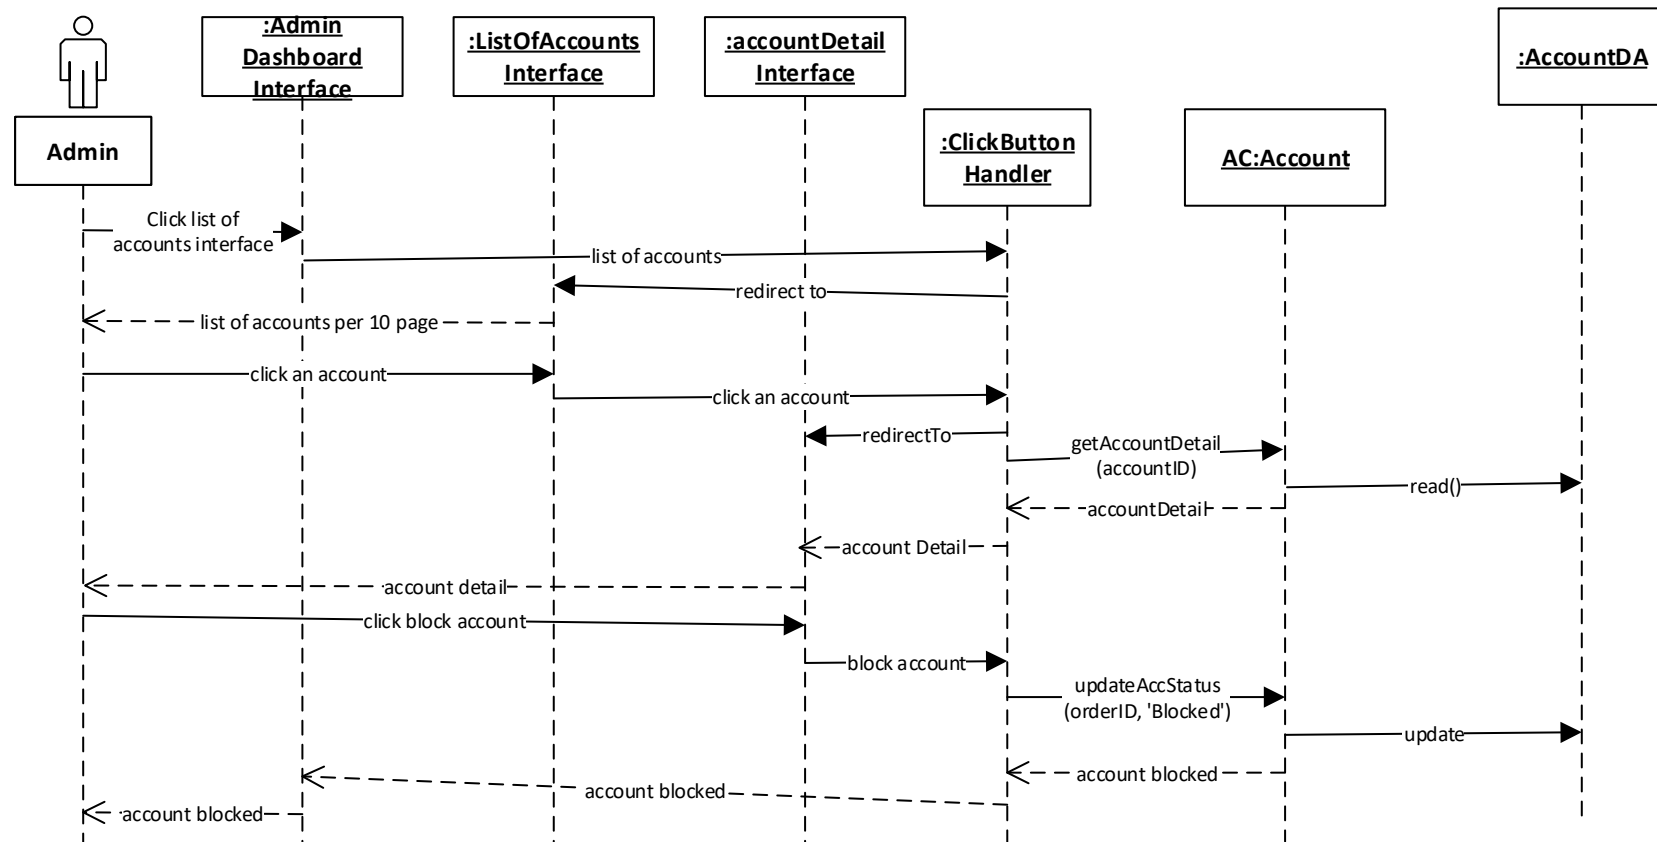 :Admin
Dashboard
Interface
:ListOfAccounts
Interface
:accountDetail
Interface
:AccountDA
Admin
:ClickButton
Handler
AC:Account
Click list of
accounts interface
list of accounts
redirect to
list of accounts per 10 page
click an account
click an account
redirectTo
getAccountDetail
(accountID)
read()
accountDetail
account Detail
account detail
click block account
block account
updateAccStatus
(orderID, 'Blocked')
update
account blocked
account blocked
account blocked